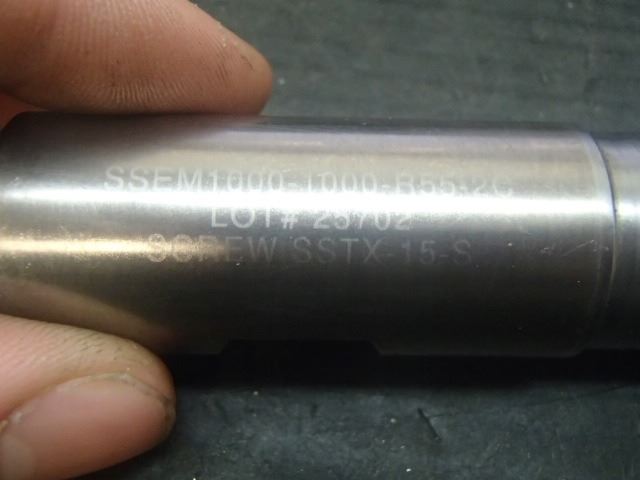 SSEM1000-1000-R55-2C
LOT# 25702
SCREW SSTX-15-S